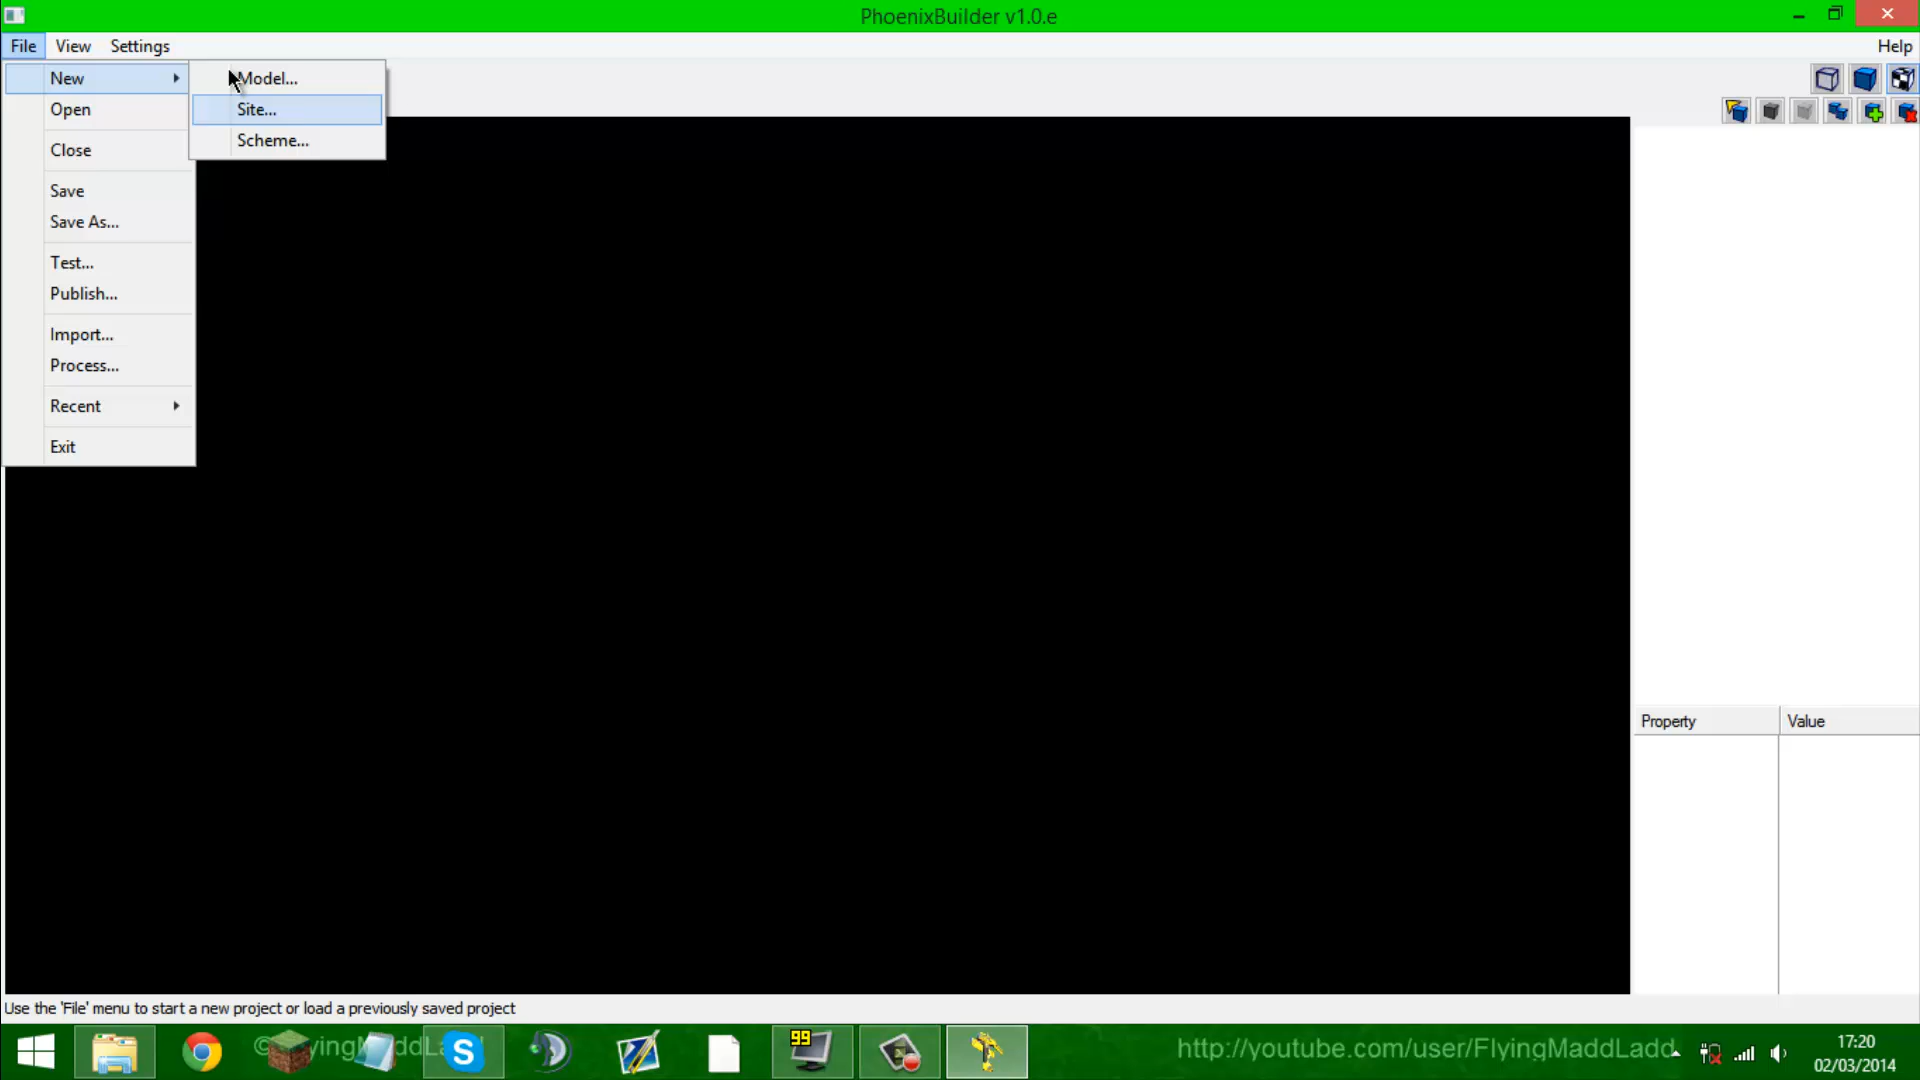 PhoenixBuilder v1.0.e
File View Settings Help
New
Open
Close
Save
Save As...
Test...
Publish...
Import...
Process...
Recent
Exit
Model...
Site...
Scheme...
Property Value
Use the 'File' menu to start a new project or load a previously saved project
99
http://youtube.com/user/FlyingMaddLadd
17:20
02/03/2014